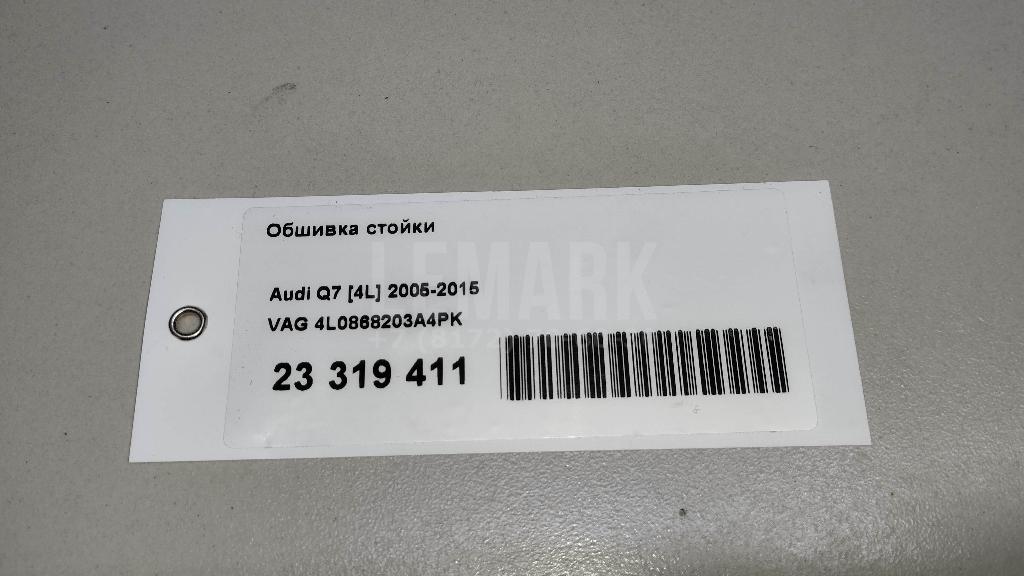 Обшивка стойки
LEMARK
Audi Q7 [4L] 2005-2015
VAG 4L0868203A4PK
23 319 411